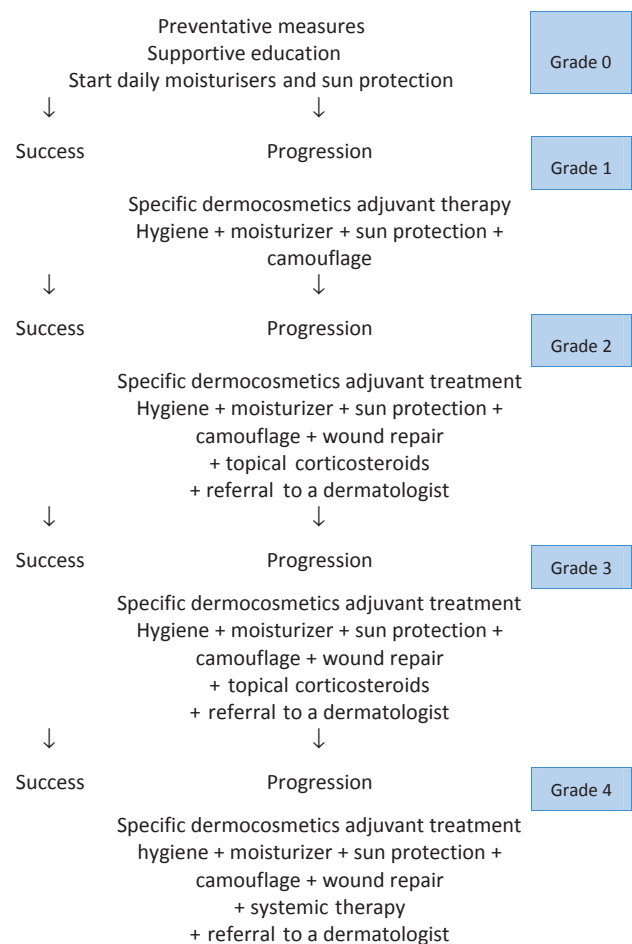 Preventative measures
Supportive education
Start daily moisturisers and sun protection
Grade 0
↓ ↓
Success Progression
Grade 1
Specific dermocosmetics adjuvant therapy
Hygiene + moisturizer + sun protection +
camouflage
↓ ↓
Success Progression
Grade 2
Specific dermocosmetics adjuvant treatment
Hygiene + moisturizer + sun protection +
camouflage + wound repair
+ topical corticosteroids
+ referral to a dermatologist
↓ ↓
Success Progression
Grade 3
Specific dermocosmetics adjuvant treatment
Hygiene + moisturizer + sun protection +
camouflage + wound repair
+ topical corticosteroids
+ referral to a dermatologist
↓ ↓
Success Progression
Grade 4
Specific dermocosmetics adjuvant treatment
hygiene + moisturizer + sun protection +
camouflage + wound repair
+ systemic therapy
+ referral to a dermatologist